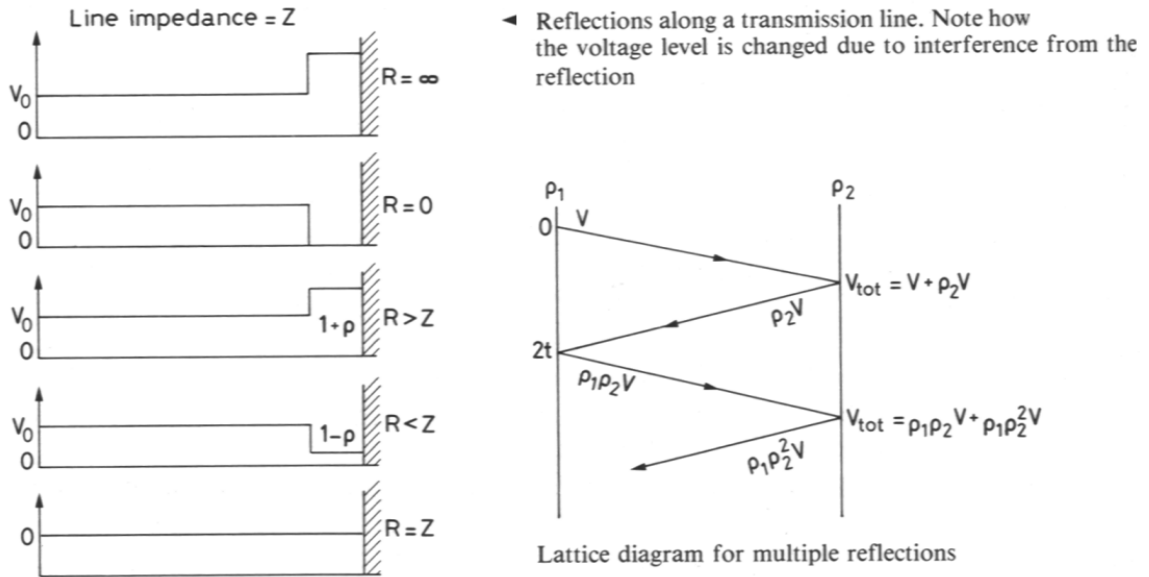 Line impedance = Z
V₀
0
R = ∞
V₀
0
R = 0
V₀
0
1+ρ
R > Z
V₀
0
1-ρ
R < Z
0
R = Z
◄ Reflections along a transmission line. Note how
the voltage level is changed due to interference from the
reflection
ρ₁
ρ₂
0
V
V_tot = V + ρ₂V
ρ₂V
2t
ρ₁ρ₂V
V_tot = ρ₁ρ₂V + ρ₁ρ₂²V
ρ₁ρ₂²V
Lattice diagram for multiple reflections